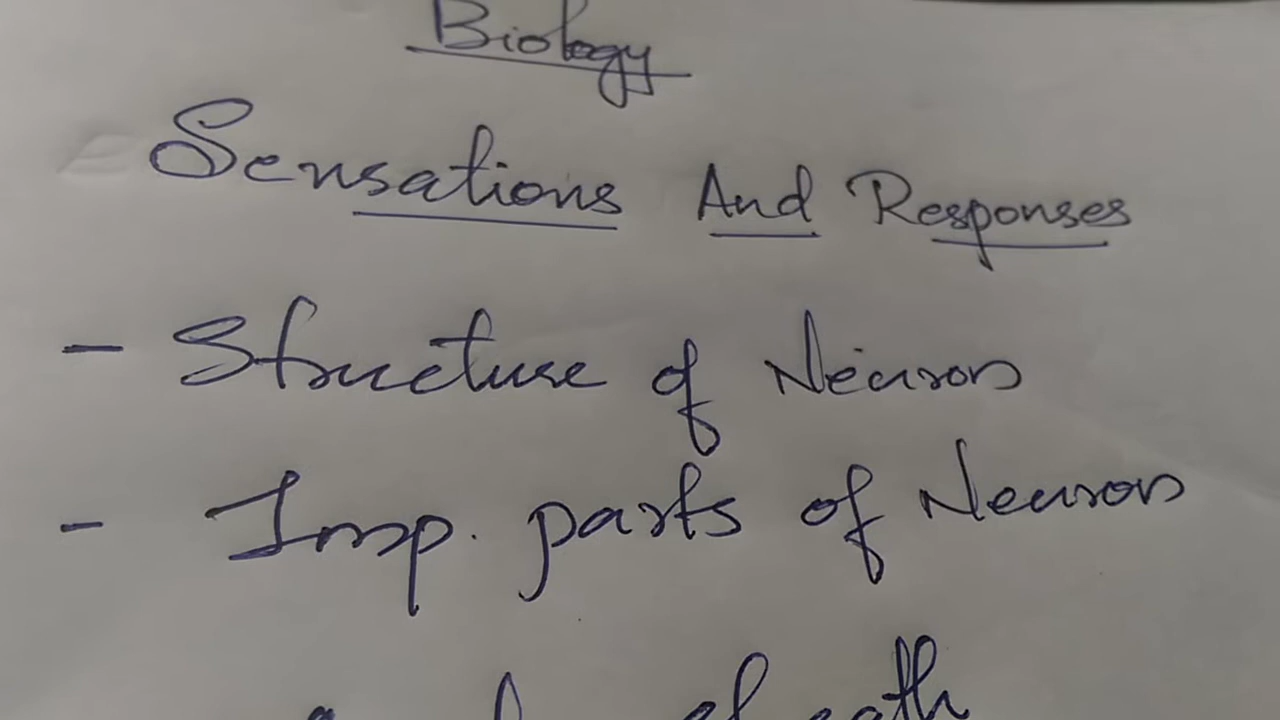 Biology
Sensations And Responses
- Structure of Neuron
- Imp. parts of Neuron